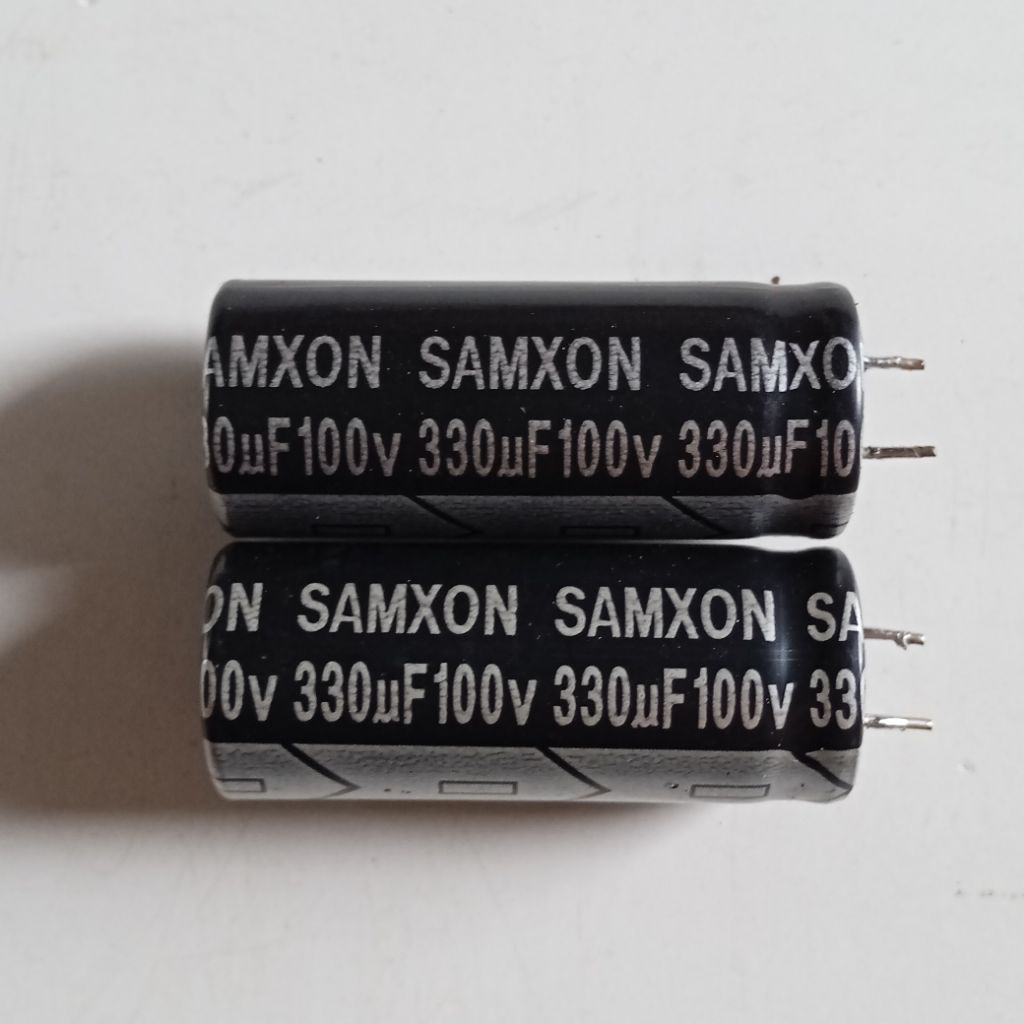 AMXON SAMXON SAMXO
0µF100v 330µF100v 330µF10
ON SAMXON SAMXON SA
00v 330µF100v 330µF100v 33